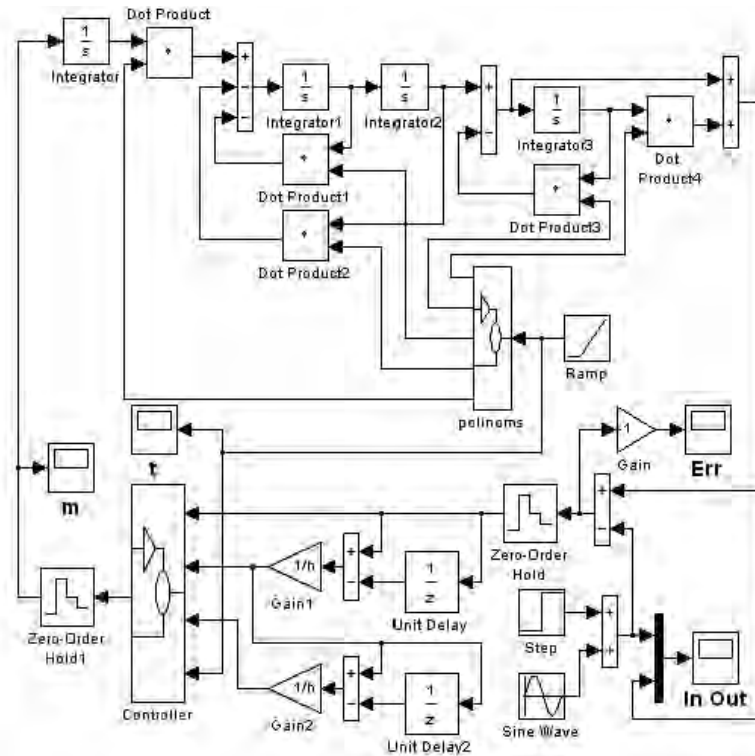 Dot Product
1
s
Integrator
1
s
Integrator1
1
s
Integrator2
1
s
Integrator3
Dot
Product4
Dot Product1
Dot Product3
Dot Product2
Ramp
polinoms
t
m
1
Gain
Err
Zero-Order
Hold
1/h
Gain1
1
z
Unit Delay
Zero-Order
Hold1
Controller
1/h
Gain2
1
z
Unit Delay2
Step
Sine Wave
In Out